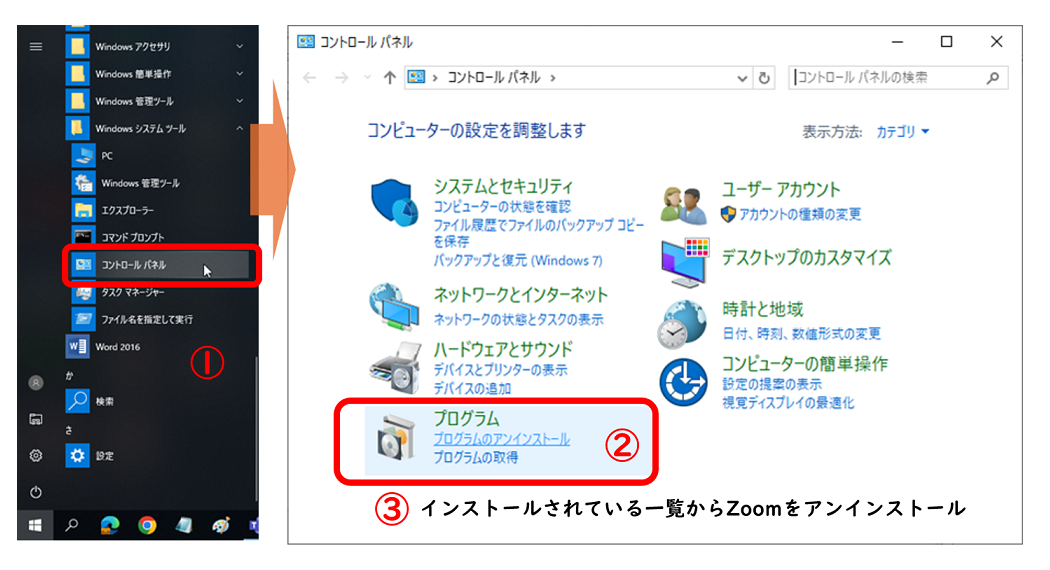 Windows アクセサリ
Windows 簡単操作
Windows 管理ツール
Windows システム ツール
PC
Windows 管理ツール
エクスプローラー
コマンド プロンプト
コントロール パネル
タスク マネージャー
ファイル名を指定して実行
Word 2016
①
か
検索
さ
設定
コントロール パネル
コントロール パネル
コントロール パネルの検索
コンピューターの設定を調整します
表示方法: カテゴリ
システムとセキュリティ
コンピューターの状態を確認
ファイル履歴でファイルのバックアップ コピー
を保存
バックアップと復元 (Windows 7)
ネットワークとインターネット
ネットワークの状態とタスクの表示
ハードウェアとサウンド
デバイスとプリンターの表示
デバイスの追加
プログラム
プログラムのアンインストール
プログラムの取得
②
ユーザー アカウント
アカウントの種類の変更
デスクトップのカスタマイズ
時計と地域
日付、時刻、数値形式の変更
コンピューターの簡単操作
設定の提案の表示
視覚ディスプレイの最適化
③ インストールされている一覧からZoomをアンインストール